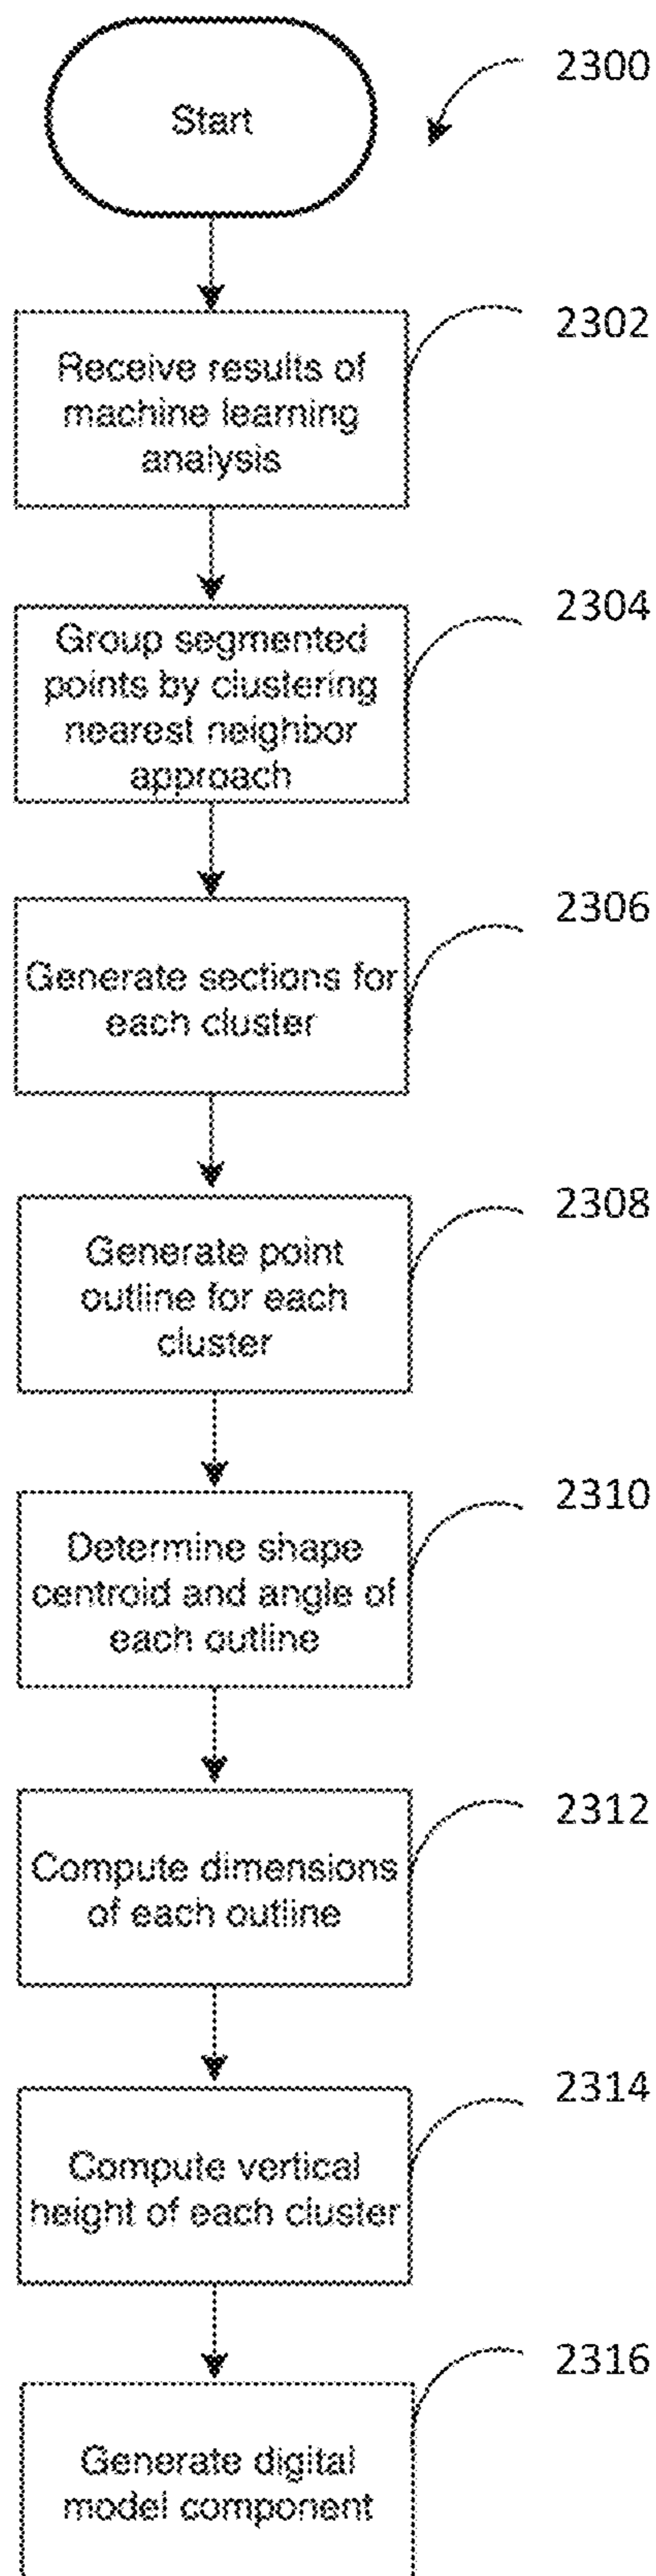 Start
2300
Receive results of
machine learning
analysis
2302
Group segmented
points by clustering
nearest neighbor
approach
2304
Generate sections for
each cluster
2306
Generate point
outline for each
cluster
2308
Determine shape
centroid and angle of
each outline
2310
Compute dimensions
of each outline
2312
Compute vertical
height of each cluster
2314
Generate digital
model component
2316